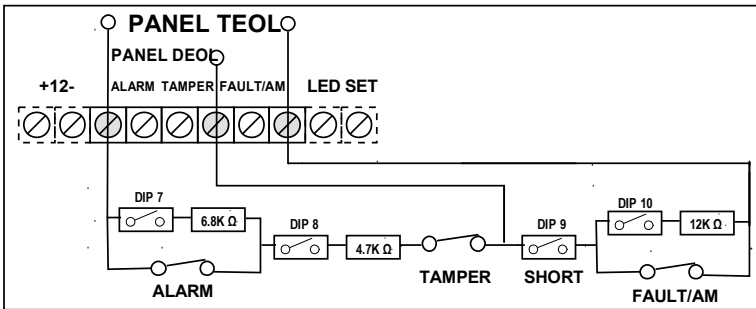 PANEL TEOL
PANEL DEOL
+12- ALARM TAMPER FAULT/AM LED SET
DIP 7
6.8K Ω
DIP 8
4.7K Ω
DIP 9
DIP 10
12K Ω
ALARM
TAMPER
SHORT
FAULT/AM